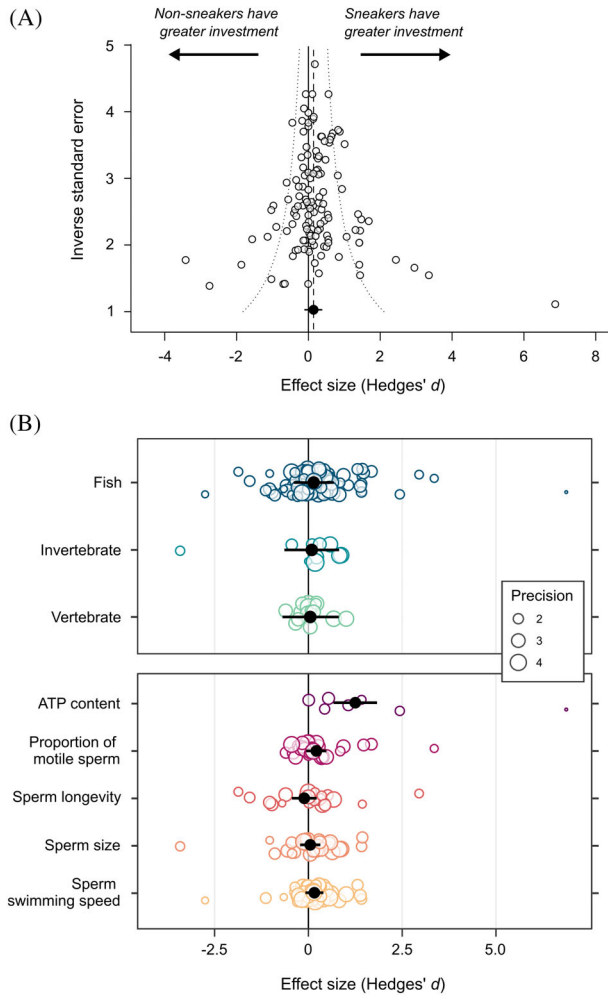 (A)
Non-sneakers have
greater investment
Sneakers have
greater investment
5
4
3
2
1
Inverse standard error
-4
-2
0
2
4
6
8
Effect size (Hedges' d)
(B)
Fish
Invertebrate
Vertebrate
Precision
2
3
4
ATP content
Proportion of
motile sperm
Sperm longevity
Sperm size
Sperm
swimming speed
-2.5
0
2.5
5.0
Effect size (Hedges' d)